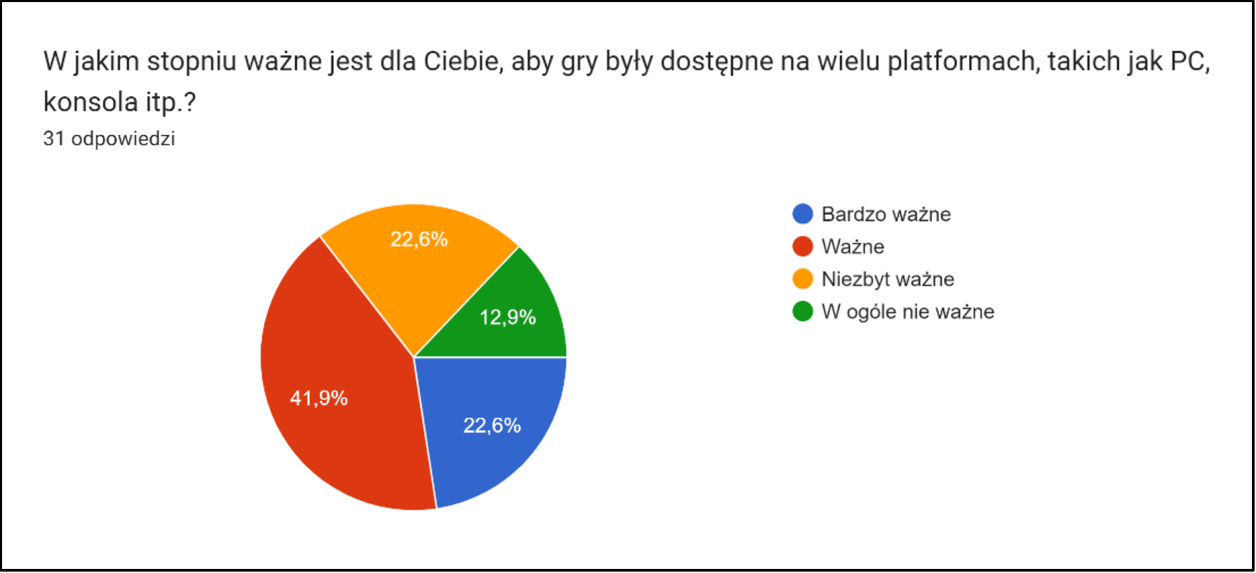 W jakim stopniu ważne jest dla Ciebie, aby gry były dostępne na wielu platformach, takich jak PC,
konsola itp.?
31 odpowiedzi
22,6%
12,9%
41,9%
22,6%
Bardzo ważne
Ważne
Niezbyt ważne
W ogóle nie ważne